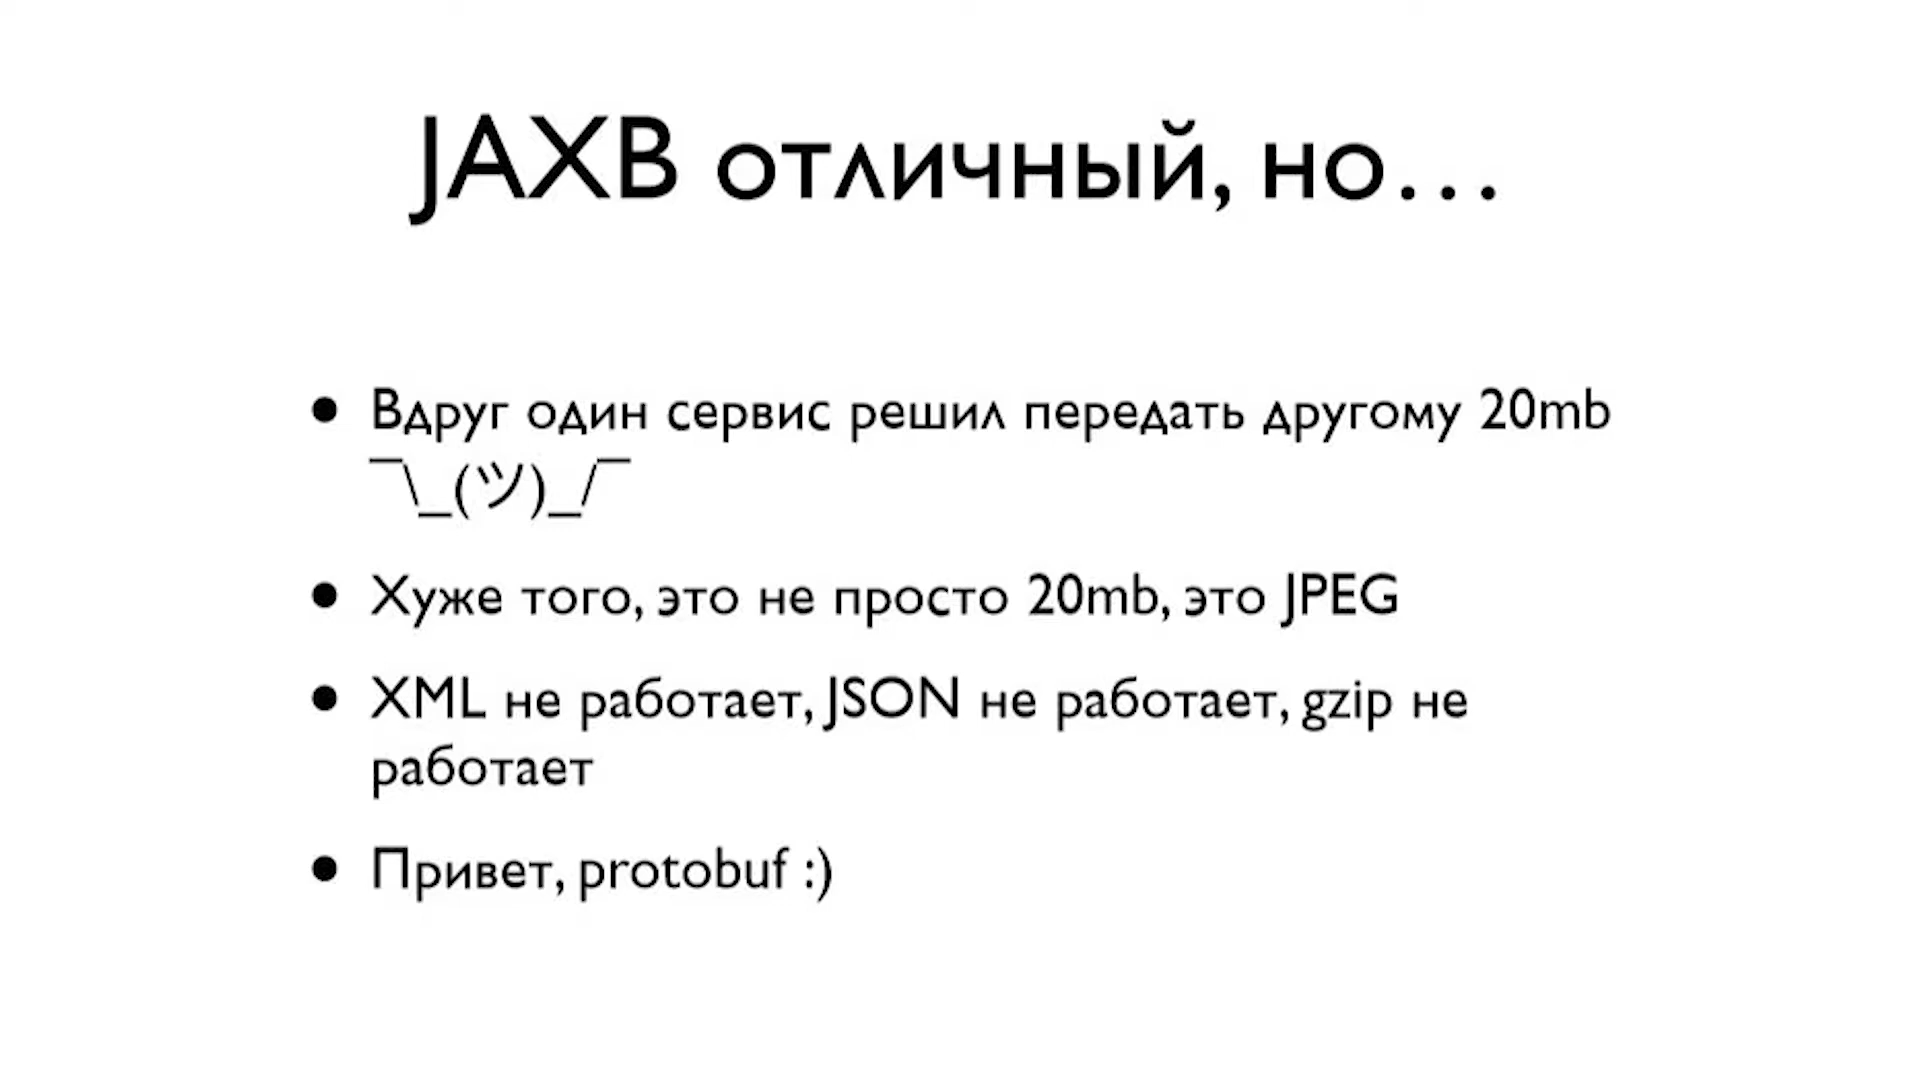 JAXB отличный, но…
• Вдруг один сервис решил передать другому 20mb
¯\_(ツ)_/¯
• Хуже того, это не просто 20mb, это JPEG
• XML не работает, JSON не работает, gzip не
работает
• Привет, protobuf :)